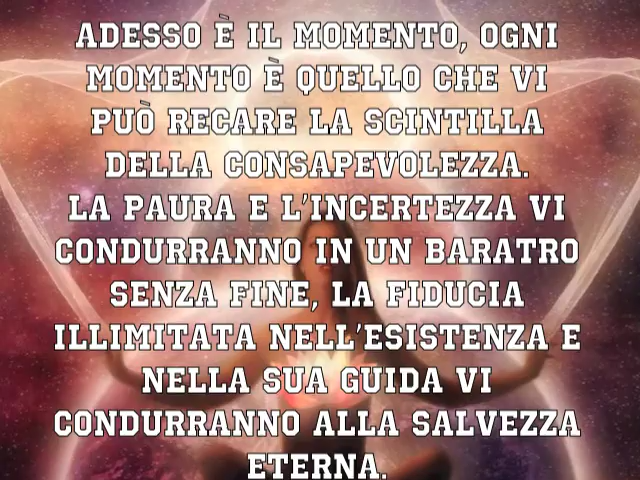 ADESSO È IL MOMENTO, OGNI
MOMENTO È QUELLO CHE VI
PUÒ RECARE LA SCINTILLA
DELLA CONSAPEVOLEZZA.
LA PAURA E L'INCERTEZZA VI
CONDURRANNO IN UN BARATRO
SENZA FINE, LA FIDUCIA
ILLIMITATA NELL'ESISTENZA E
NELLA SUA GUIDA VI
CONDURRANNO ALLA SALVEZZA
ETERNA.